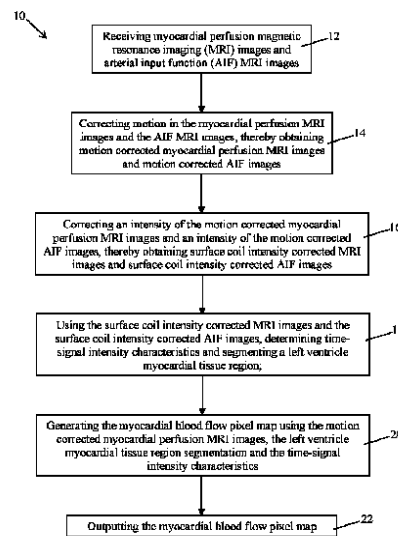 10
Receiving myocardial perfusion magnetic
resonance imaging (MRI) images and
arterial input function (AIF) MRI images
12
Correcting motion in the myocardial perfusion MRI
images and the AIF MRI images, thereby obtaining
motion corrected myocardial perfusion MRI images
and motion corrected AIF images
14
Correcting an intensity of the motion corrected myocardial
perfusion MRI images and an intensity of the motion corrected
AIF images, thereby obtaining surface coil intensity corrected MRI
images and surface coil intensity corrected AIF images
Using the surface coil intensity corrected MRI images and the
surface coil intensity corrected AIF images, determining time-
signal intensity characteristics and segmenting a left ventricle
myocardial tissue region;
Generating the myocardial blood flow pixel map using the motion
corrected myocardial perfusion MRI images, the left ventricle
myocardial tissue region segmentation and the time-signal
intensity characteristics
Outputting the myocardial blood flow pixel map
22